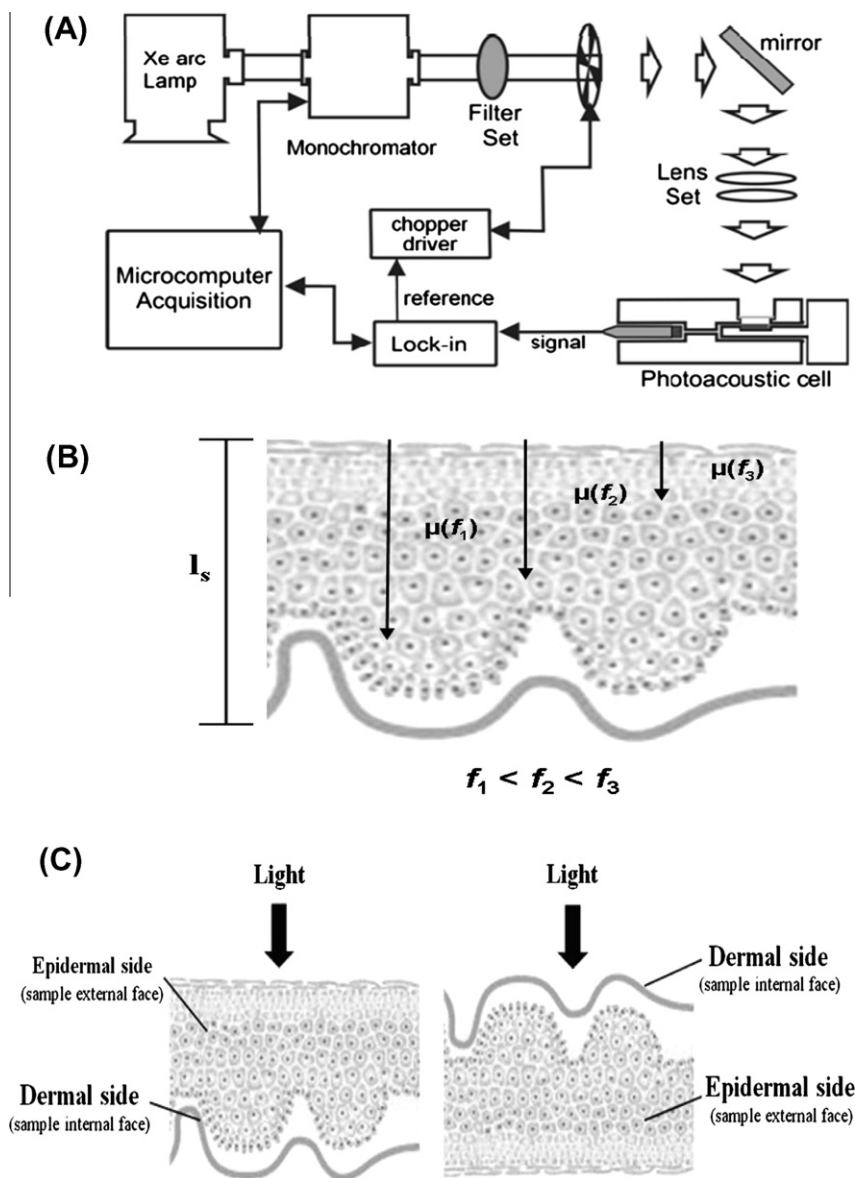 (A)
Xe arc
Lamp
Monochromator
Filter
Set
mirror
Lens
Set
chopper
driver
Microcomputer
Acquisition
reference
Lock-in
signal
Photoacoustic cell
(B)
ls
μ(f1)
μ(f2)
μ(f3)
f1 < f2 < f3
(C)
Light
Epidermal side
(sample external face)
Dermal side
(sample internal face)
Light
Dermal side
(sample internal face)
Epidermal side
(sample external face)